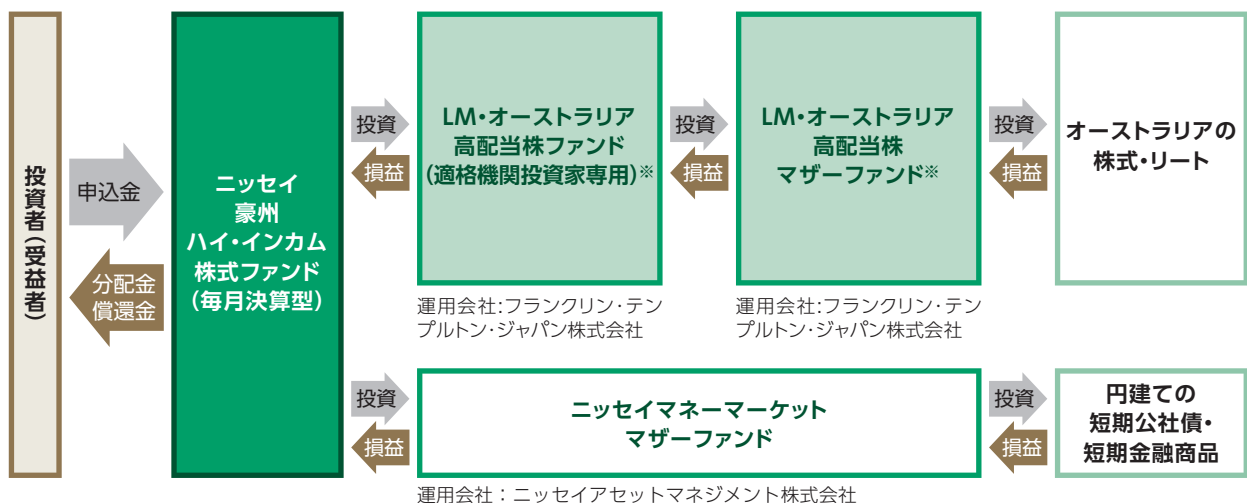 投資者（受益者）
申込金
分配金
償還金
ニッセイ
豪州
ハイ・インカム
株式ファンド
（毎月決算型）
投資
損益
LM・オーストラリア
高配当株ファンド
(適格機関投資家専用)※
運用会社:フランクリン・テン
プルトン・ジャパン株式会社
投資
損益
LM・オーストラリア
高配当株
マザーファンド※
運用会社:フランクリン・テン
プルトン・ジャパン株式会社
投資
損益
オーストラリアの
株式・リート
投資
損益
ニッセイマネーマーケット
マザーファンド
運用会社：ニッセイアセットマネジメント株式会社
投資
損益
円建ての
短期公社債・
短期金融商品